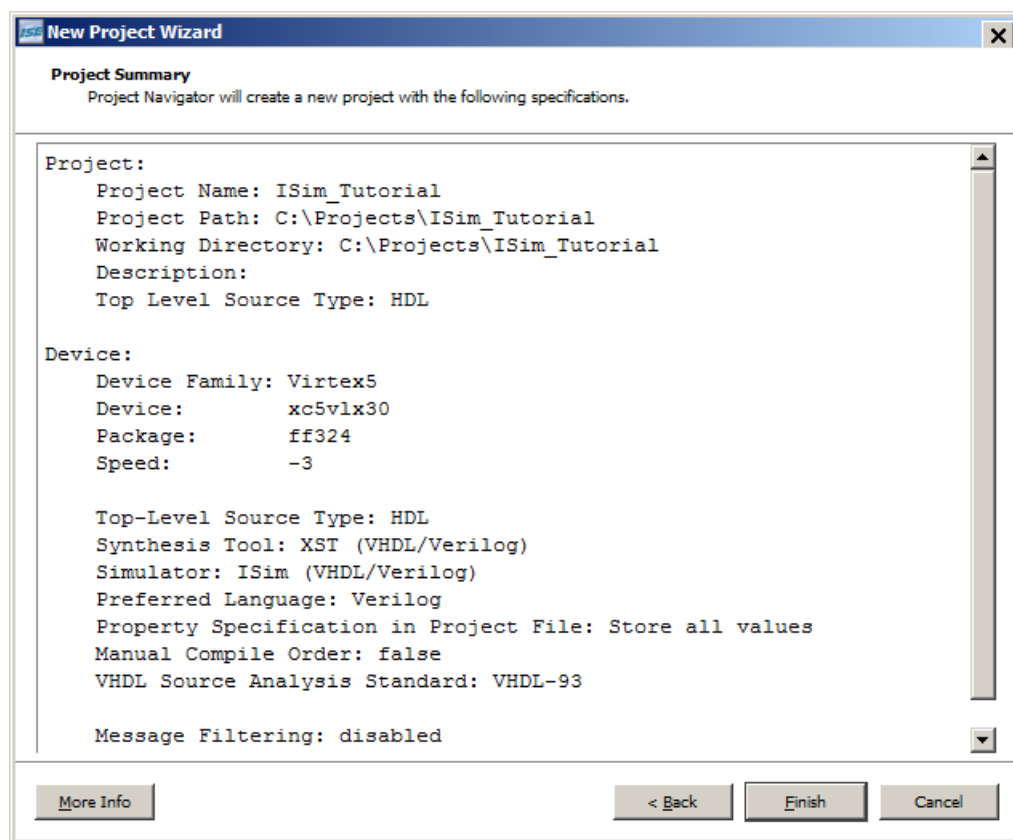 ISE New Project Wizard
Project Summary
Project Navigator will create a new project with the following specifications.
Project:
Project Name: ISim_Tutorial
Project Path: C:\Projects\ISim_Tutorial
Working Directory: C:\Projects\ISim_Tutorial
Description:
Top Level Source Type: HDL
Device:
Device Family: Virtex5
Device: xc5vlx30
Package: ff324
Speed: -3
Top-Level Source Type: HDL
Synthesis Tool: XST (VHDL/Verilog)
Simulator: ISim (VHDL/Verilog)
Preferred Language: Verilog
Property Specification in Project File: Store all values
Manual Compile Order: false
VHDL Source Analysis Standard: VHDL-93
Message Filtering: disabled
More Info < Back Finish Cancel